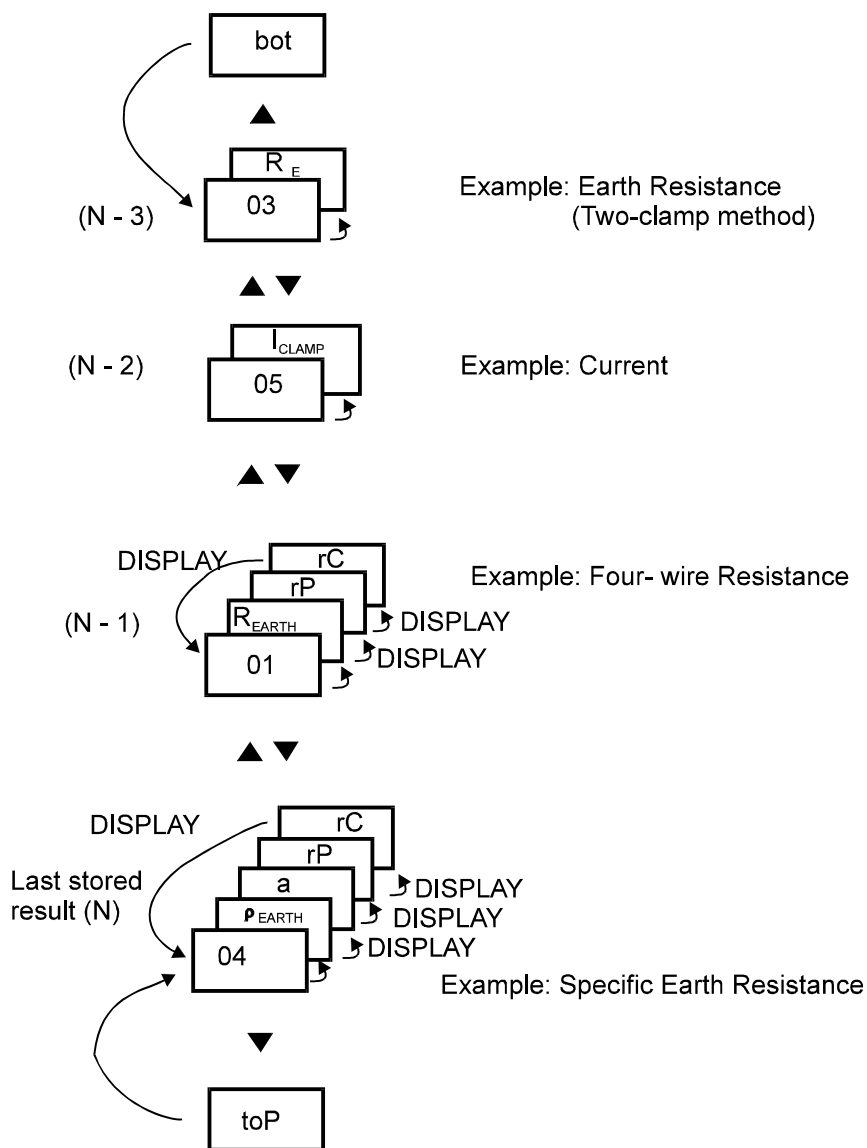 bot
R E
03
(N - 3)
Example: Earth Resistance
(Two-clamp method)
I CLAMP
05
(N - 2)
Example: Current
DISPLAY
rC
rP
R EARTH
01
(N - 1)
DISPLAY
DISPLAY
Example: Four- wire Resistance
DISPLAY
rC
rP
a
ρ EARTH
04
Last stored
result (N)
DISPLAY
DISPLAY
DISPLAY
Example: Specific Earth Resistance
toP